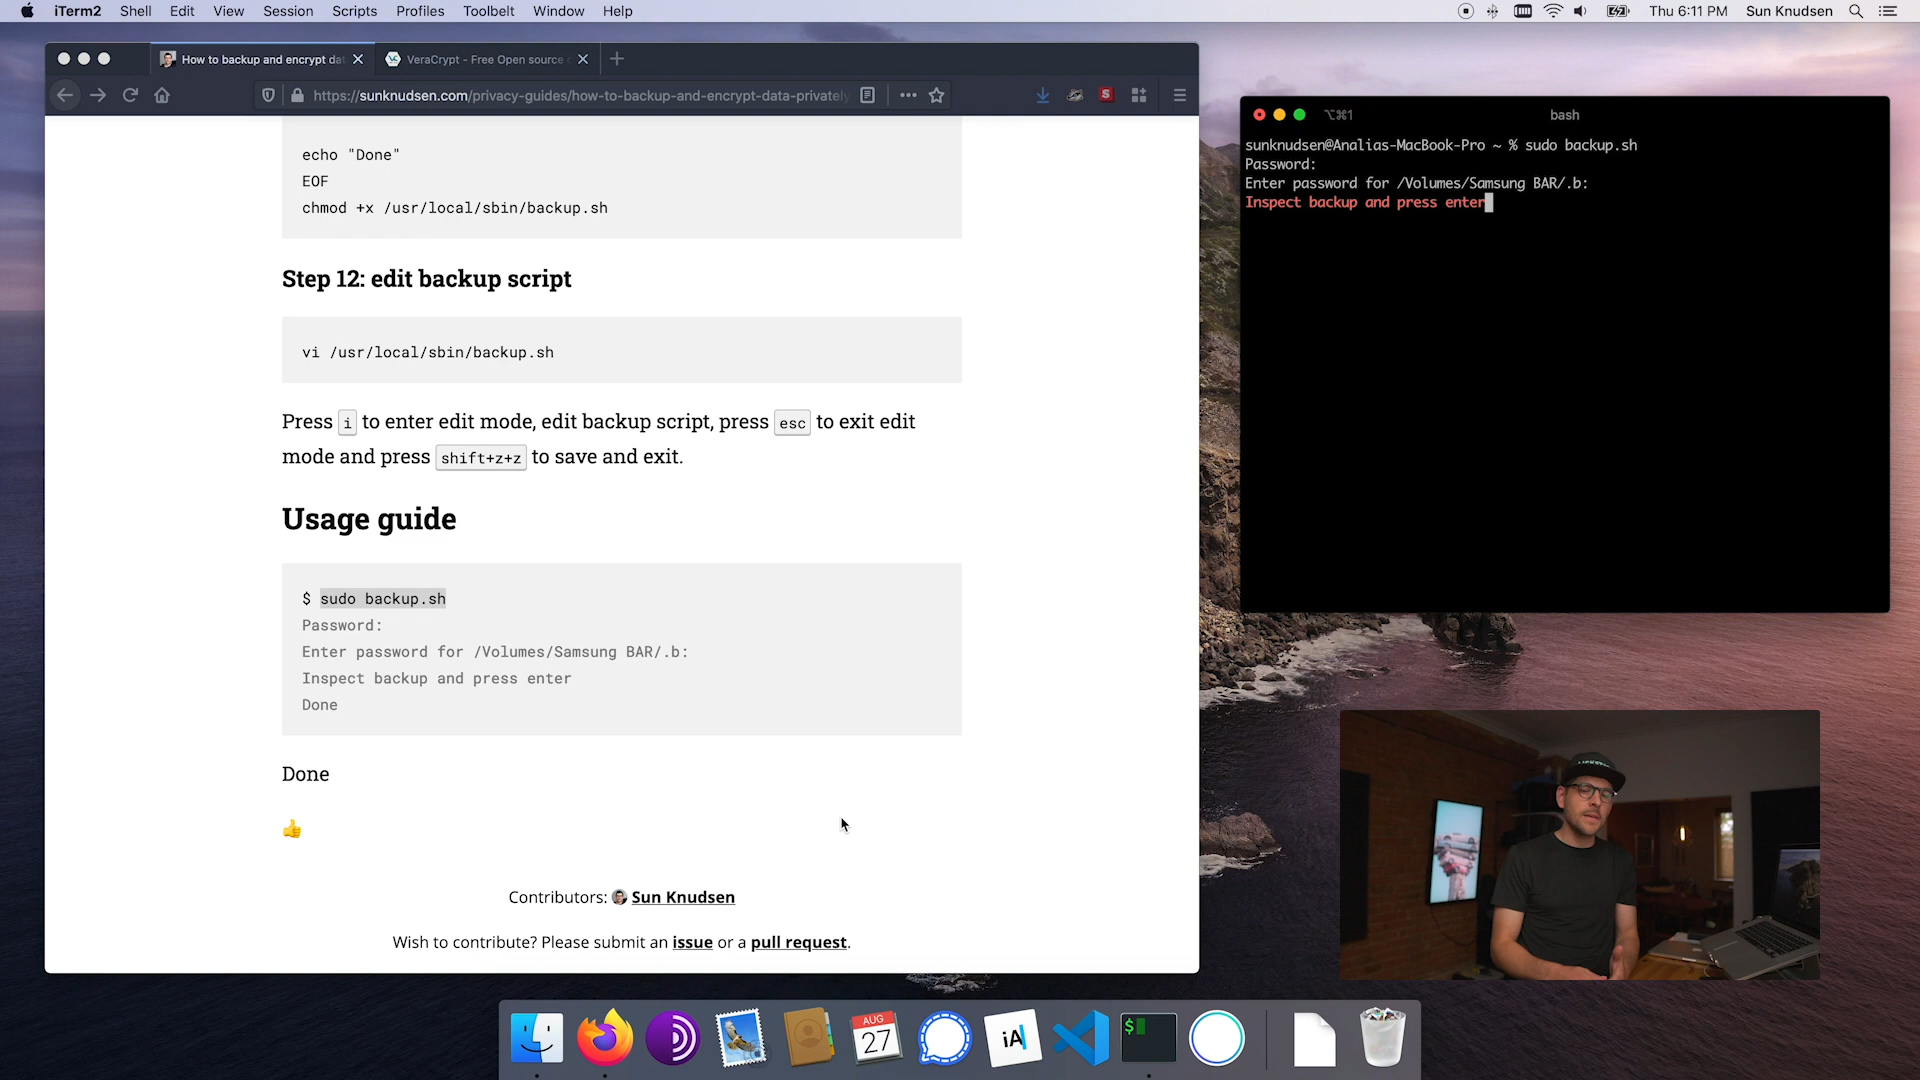 iTerm2 Shell Edit View Session Scripts Profiles Toolbelt Window Help
Thu 6:11 PM Sun Knudsen
How to backup and encrypt dat
VeraCrypt - Free Open source
https://sunknudsen.com/privacy-guides/how-to-backup-and-encrypt-data-privately
echo "Done"
EOF
chmod +x /usr/local/sbin/backup.sh
Step 12: edit backup script
vi /usr/local/sbin/backup.sh
Press i to enter edit mode, edit backup script, press esc to exit edit
mode and press shift+z+z to save and exit.
Usage guide
$ sudo backup.sh
Password:
Enter password for /Volumes/Samsung BAR/.b:
Inspect backup and press enter
Done
Done
Contributors: Sun Knudsen
Wish to contribute? Please submit an issue or a pull request.
⌥⌘1 bash
sunknudsen@Analias-MacBook-Pro ~ % sudo backup.sh
Password:
Enter password for /Volumes/Samsung BAR/.b:
Inspect backup and press enter
AUG
27
iA
$
S